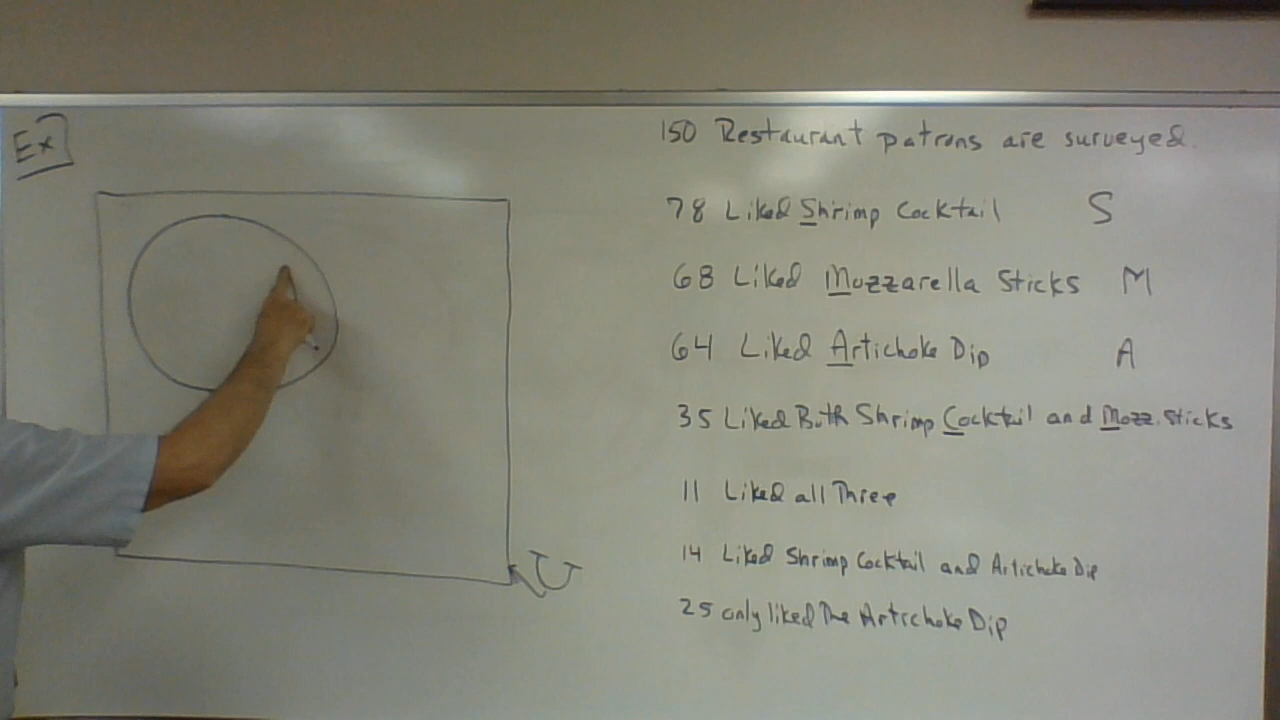 Ex
150 Restaurant patrons are surveyed.
78 Liked Shrimp Cocktail S
68 Liked Mozzarella Sticks M
64 Liked Artichoke Dip A
35 Liked Both Shrimp Cocktail and Mozz. Sticks
11 Liked all Three
14 Liked Shrimp Cocktail and Artichoke Dip
25 only liked The Artichoke Dip
U